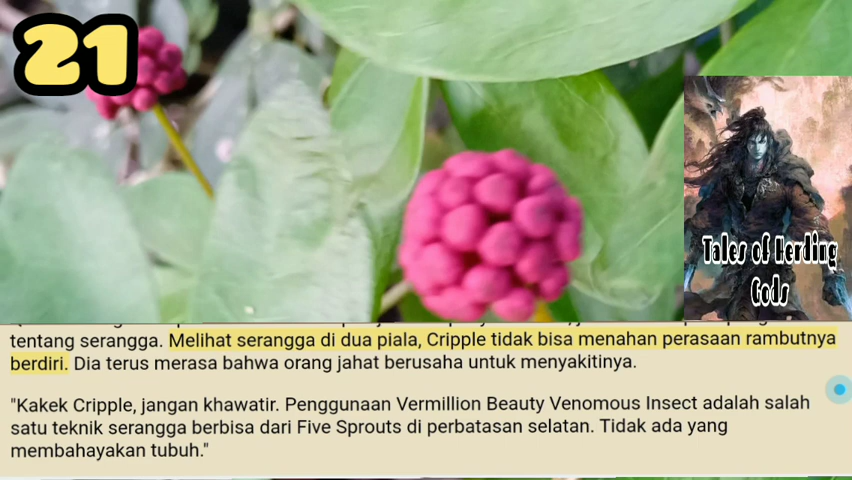 21
Tales of Herding
Gods
tentang serangga. Melihat serangga di dua piala, Cripple tidak bisa menahan perasaan rambutnya
berdiri. Dia terus merasa bahwa orang jahat berusaha untuk menyakitinya.
"Kakek Cripple, jangan khawatir. Penggunaan Vermillion Beauty Venomous Insect adalah salah
satu teknik serangga berbisa dari Five Sprouts di perbatasan selatan. Tidak ada yang
membahayakan tubuh."